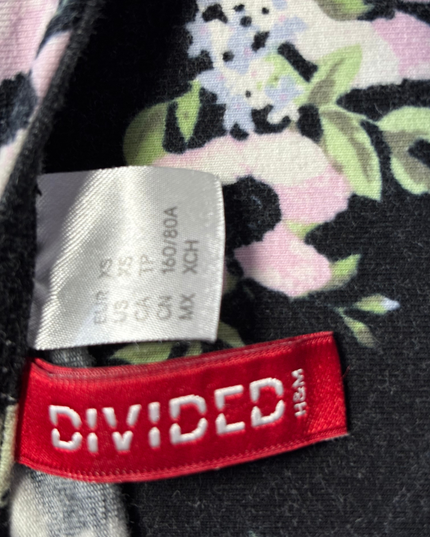 EUR XS
US XS
CA TP
CN 160/80A
MX XCH
DIVIDED
H&M